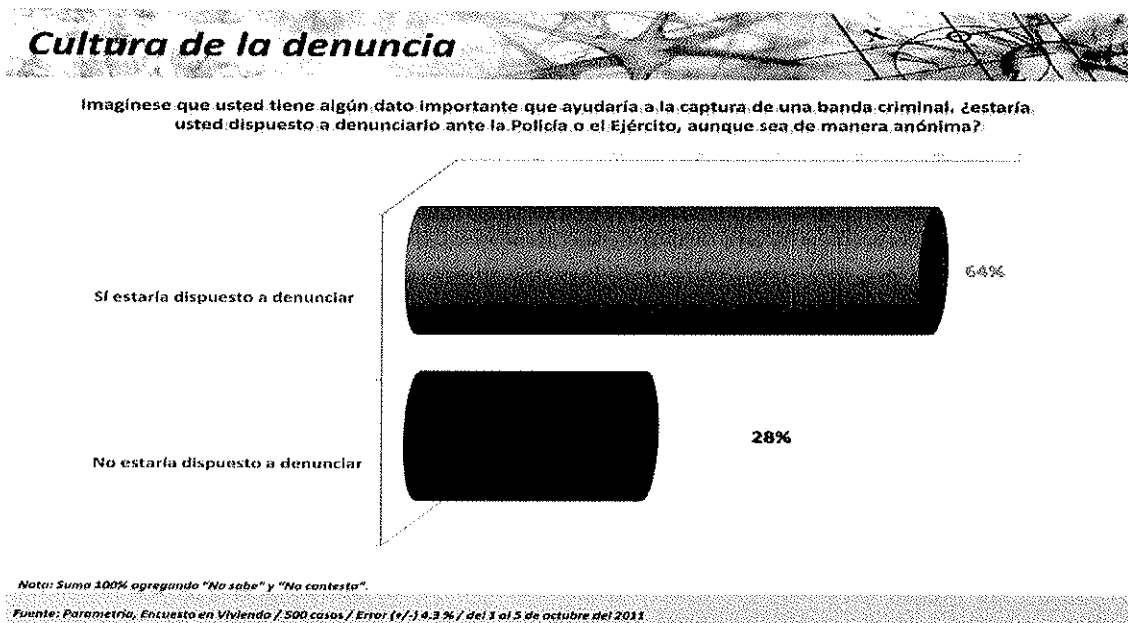 Cultura de la denuncia
Imagínese que usted tiene algún dato importante que ayudaría a la captura de una banda criminal, ¿estaría
usted dispuesto a denunciarlo ante la Policía o el Ejército, aunque sea de manera anónima?
Sí estaría dispuesto a denunciar
64%
No estaría dispuesto a denunciar
28%
Nota: Suma 100% agregando "No sabe" y "No contesta".
Fuente: Parametría, Encuesta en Vivienda / 500 casos / Error (+/-) 4.3 % / del 1 al 5 de octubre del 2011